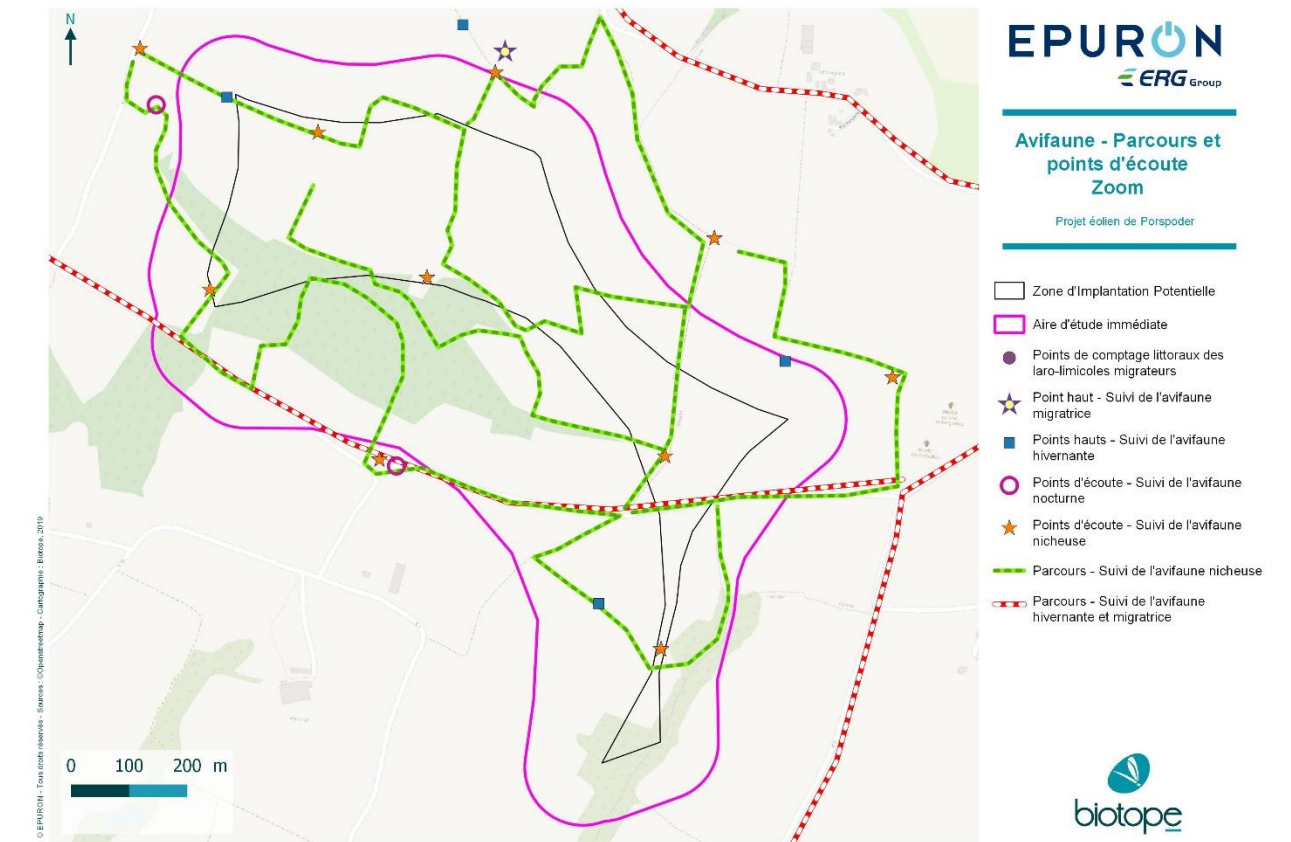 N
EPURON
ERG Group
Avifaune - Parcours et
points d'écoute
Zoom
Projet éolien de Porspoder
Zone d'Implantation Potentielle
Aire d'étude immédiate
Points de comptage littoraux des
laro-limicoles migrateurs
Point haut - Suivi de l'avifaune
migratrice
Points hauts - Suivi de l'avifaune
hivernante
Points d'écoute - Suivi de l'avifaune
nocturne
Points d'écoute - Suivi de l'avifaune
nicheuse
Parcours - Suivi de l'avifaune nicheuse
Parcours - Suivi de l'avifaune
hivernante et migratrice
0 100 200 m
© EPURON - Tous droits réservés - Sources : ©Openstreetmap - Cartographie : Biotope, 2019
biotope